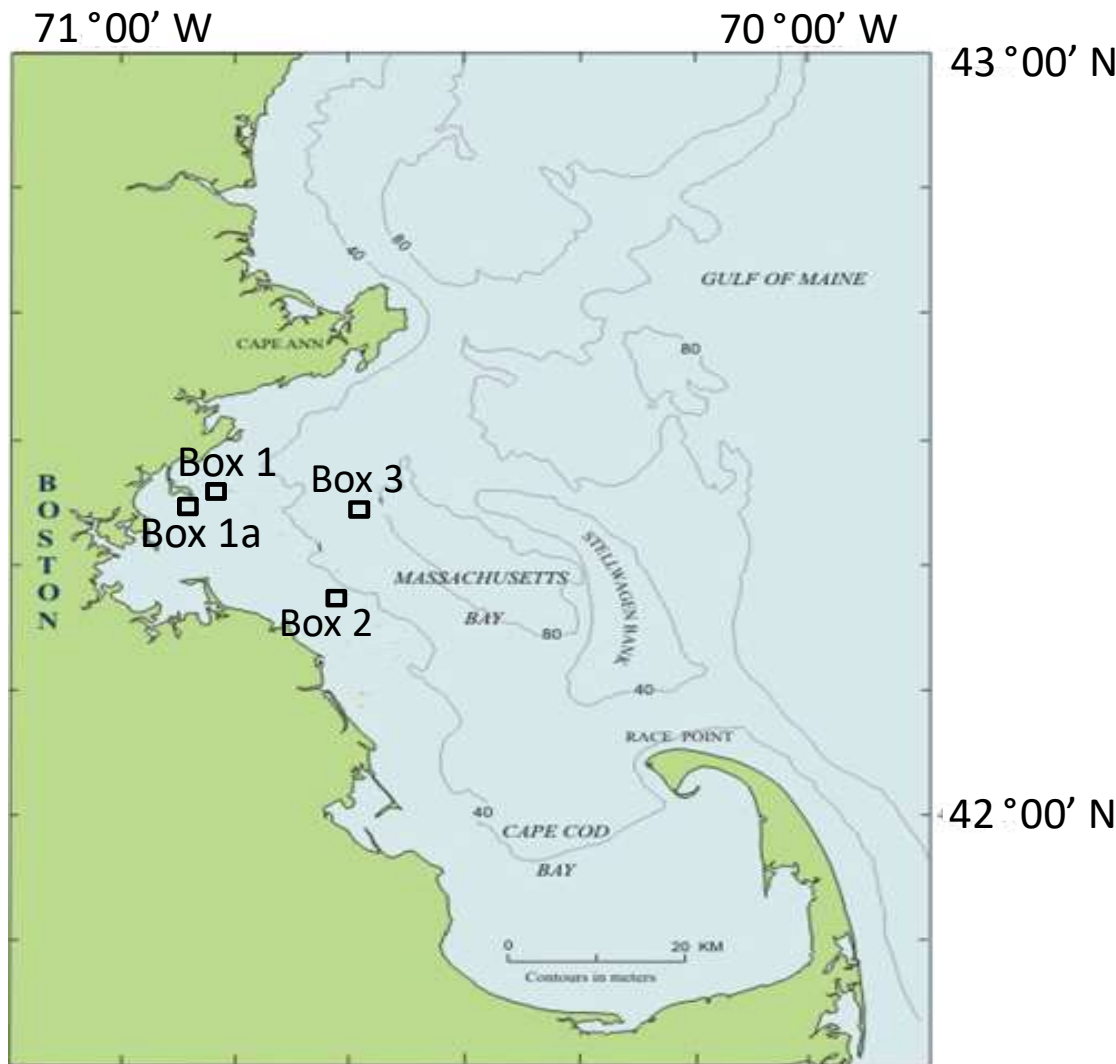 71°00’ W
70°00’ W
43°00’ N
80
40
GULF OF MAINE
CAPE ANN
80
BOSTON
Box 1
Box 3
Box 1a
STELLWAGEN BANK
MASSACHUSETTS
BAY
Box 2
80
40
RACE POINT
42°00’ N
40
CAPE COD
BAY
0 20 KM
Contours in meters